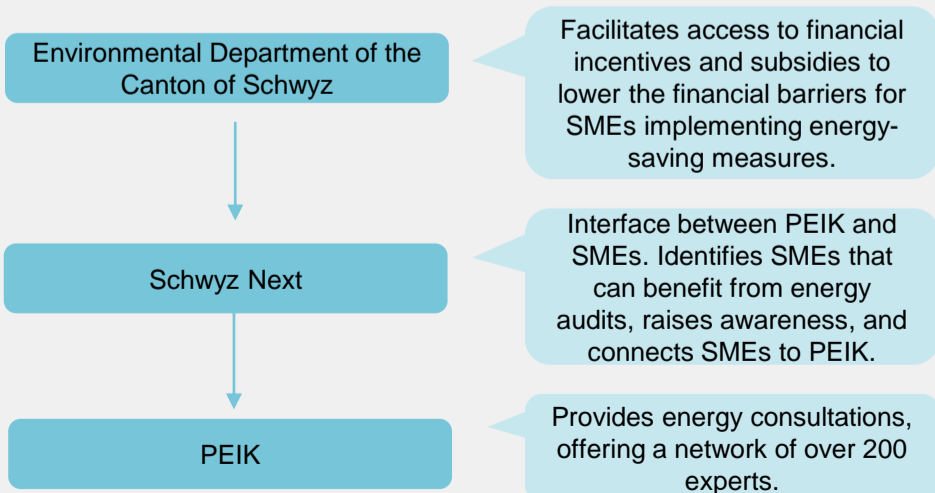 Environmental Department of the
Canton of Schwyz
Facilitates access to financial
incentives and subsidies to
lower the financial barriers for
SMEs implementing energy-
saving measures.
Schwyz Next
Interface between PEIK and
SMEs. Identifies SMEs that
can benefit from energy
audits, raises awareness, and
connects SMEs to PEIK.
PEIK
Provides energy consultations,
offering a network of over 200
experts.